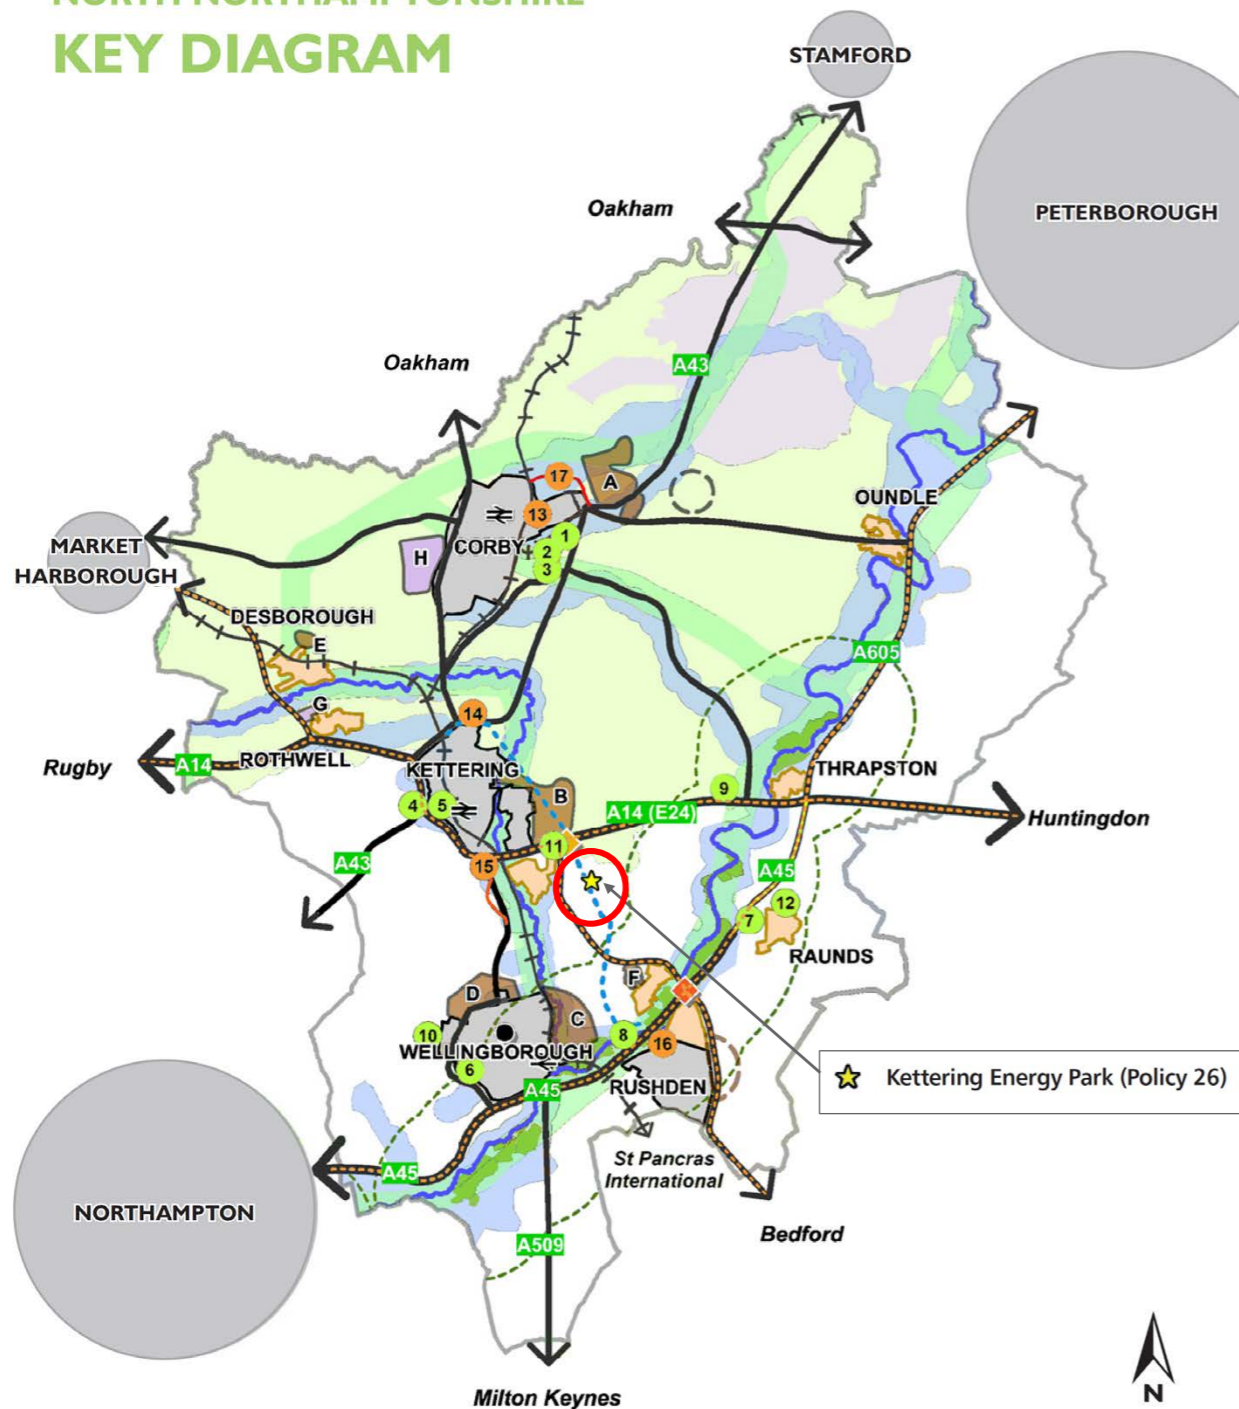 NORTH NORTHAMPTONSHIRE
KEY DIAGRAM
STAMFORD
PETERBOROUGH
Oakham
A43
Oakham
OUNDLE
17
A
13
1
CORBY
2
3
H
MARKET
HARBOROUGH
DESBOROUGH
E
A605
G
14
ROTHWELL
Rugby
A14
KETTERING
THRAPSTON
9
B
4
5
A14 (E24)
Huntingdon
11
A43
15
A45
12
7
RAUNDS
F
D
C
10
8
WELLINGBOROUGH
16
6
RUSHDEN
Kettering Energy Park (Policy 26)
A45
St Pancras
International
A45
NORTHAMPTON
Bedford
A509
Milton Keynes
N